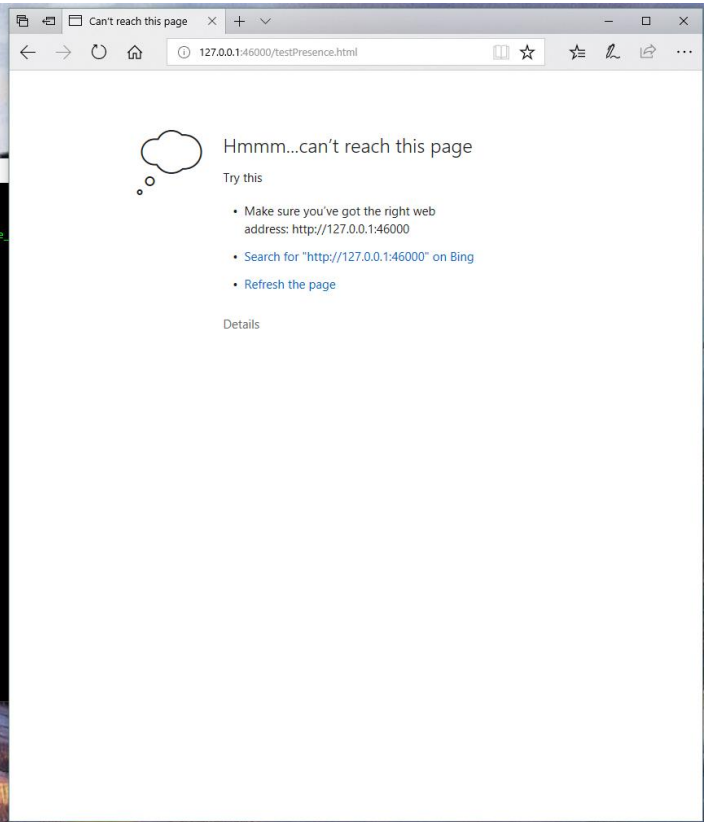 Can't reach this page
127.0.0.1:46000/testPresence.html
Hmmm...can't reach this page
Try this
• Make sure you've got the right web
address: http://127.0.0.1:46000
• Search for "http://127.0.0.1:46000" on Bing
• Refresh the page
Details